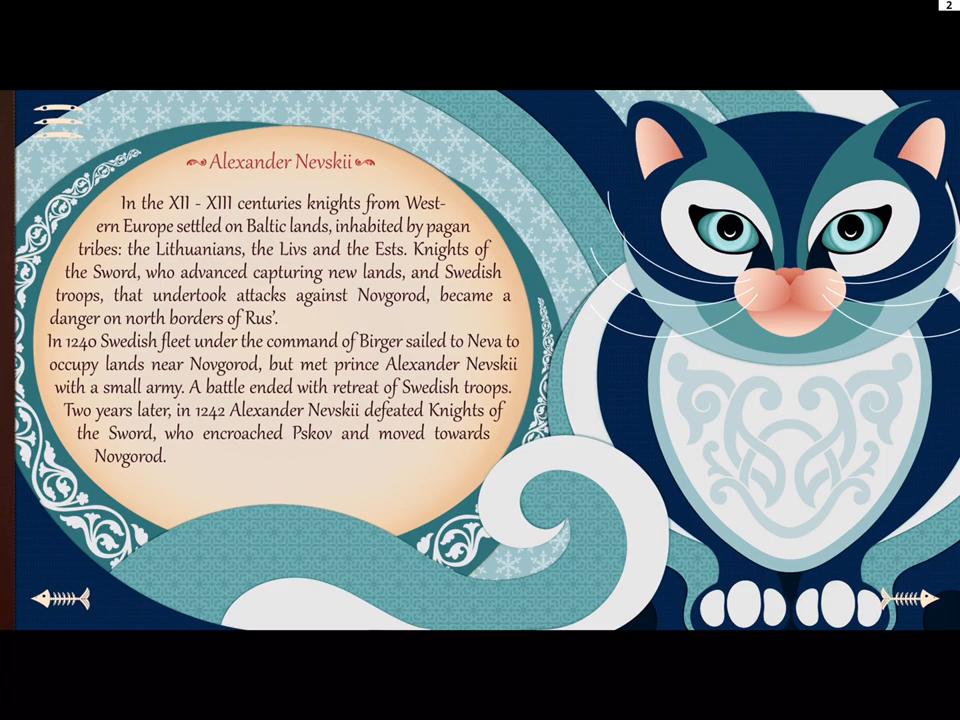 2
Alexander Nevskii
In the XII - XIII centuries knights from West-
ern Europe settled on Baltic lands, inhabited by pagan
tribes: the Lithuanians, the Livs and the Ests. Knights of
the Sword, who advanced capturing new lands, and Swedish
troops, that undertook attacks against Novgorod, became a
danger on north borders of Rus’.
In 1240 Swedish fleet under the command of Birger sailed to Neva to
occupy lands near Novgorod, but met prince Alexander Nevskii
with a small army. A battle ended with retreat of Swedish troops.
Two years later, in 1242 Alexander Nevskii defeated Knights of
the Sword, who encroached Pskov and moved towards
Novgorod.